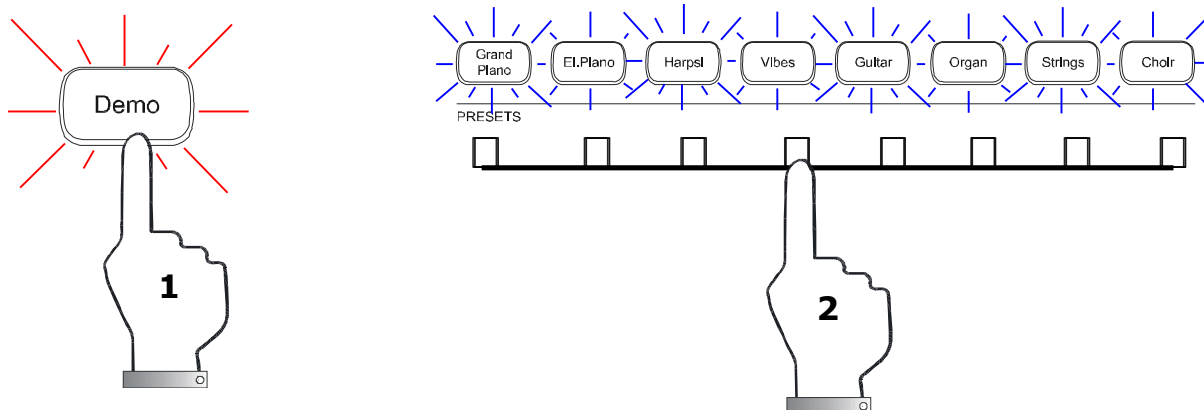 Demo
1
Grand
Piano
El.Piano
Harpsi
Vibes
Guitar
Organ
Strings
Choir
PRESETS
2